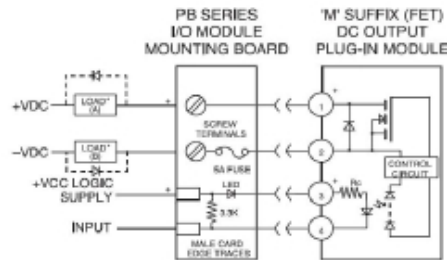 PB SERIES
I/O MODULE
MOUNTING BOARD
'M' SUFFIX (FET)
DC OUTPUT
PLUG-IN MODULE
+VDC
LOAD*
(A)
+
+
1
SCREW
TERMINALS
-VDC
LOAD*
(B)
2
5A FUSE
CONTROL
CIRCUIT
+VCC LOGIC
SUPPLY
+
LED
+
3
Rc
3.3K
INPUT
4
MALE CARD
EDGE TRACES